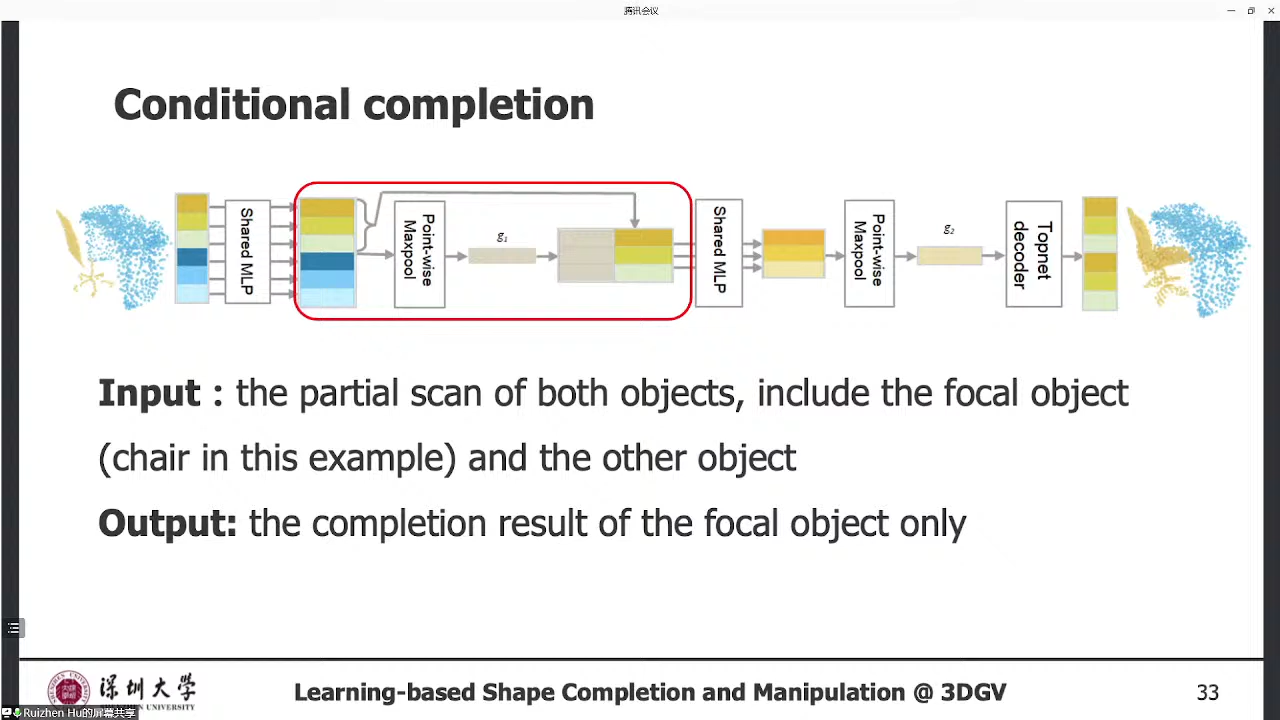 腾讯会议
Conditional completion
Shared MLP
Point-wise
Maxpool
g₁
Shared MLP
Point-wise
Maxpool
g₂
Topnet
decoder
Input : the partial scan of both objects, include the focal object
(chair in this example) and the other object
Output: the completion result of the focal object only
深圳大学
SHENZHEN UNIVERSITY
Learning-based Shape Completion and Manipulation @ 3DGV
33
Ruizhen Hu的屏幕共享